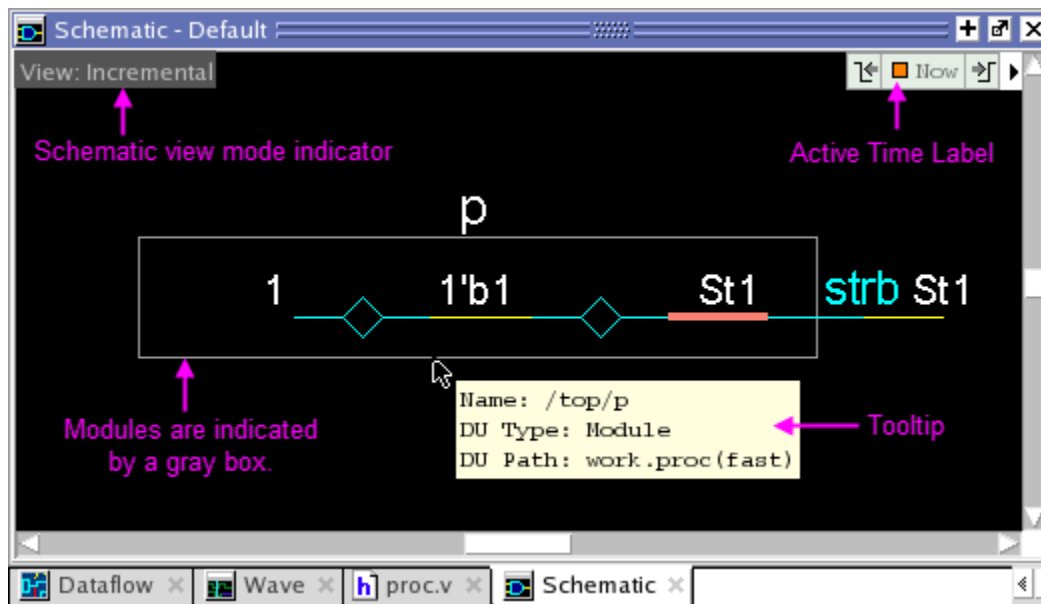 Schematic - Default
View: Incremental
Now
Schematic view mode indicator
Active Time Label
p
1 1'b1 St1 strb St1
Name: /top/p
DU Type: Module
DU Path: work.proc(fast)
Tooltip
Modules are indicated
by a gray box.
Dataflow Wave h proc.v Schematic